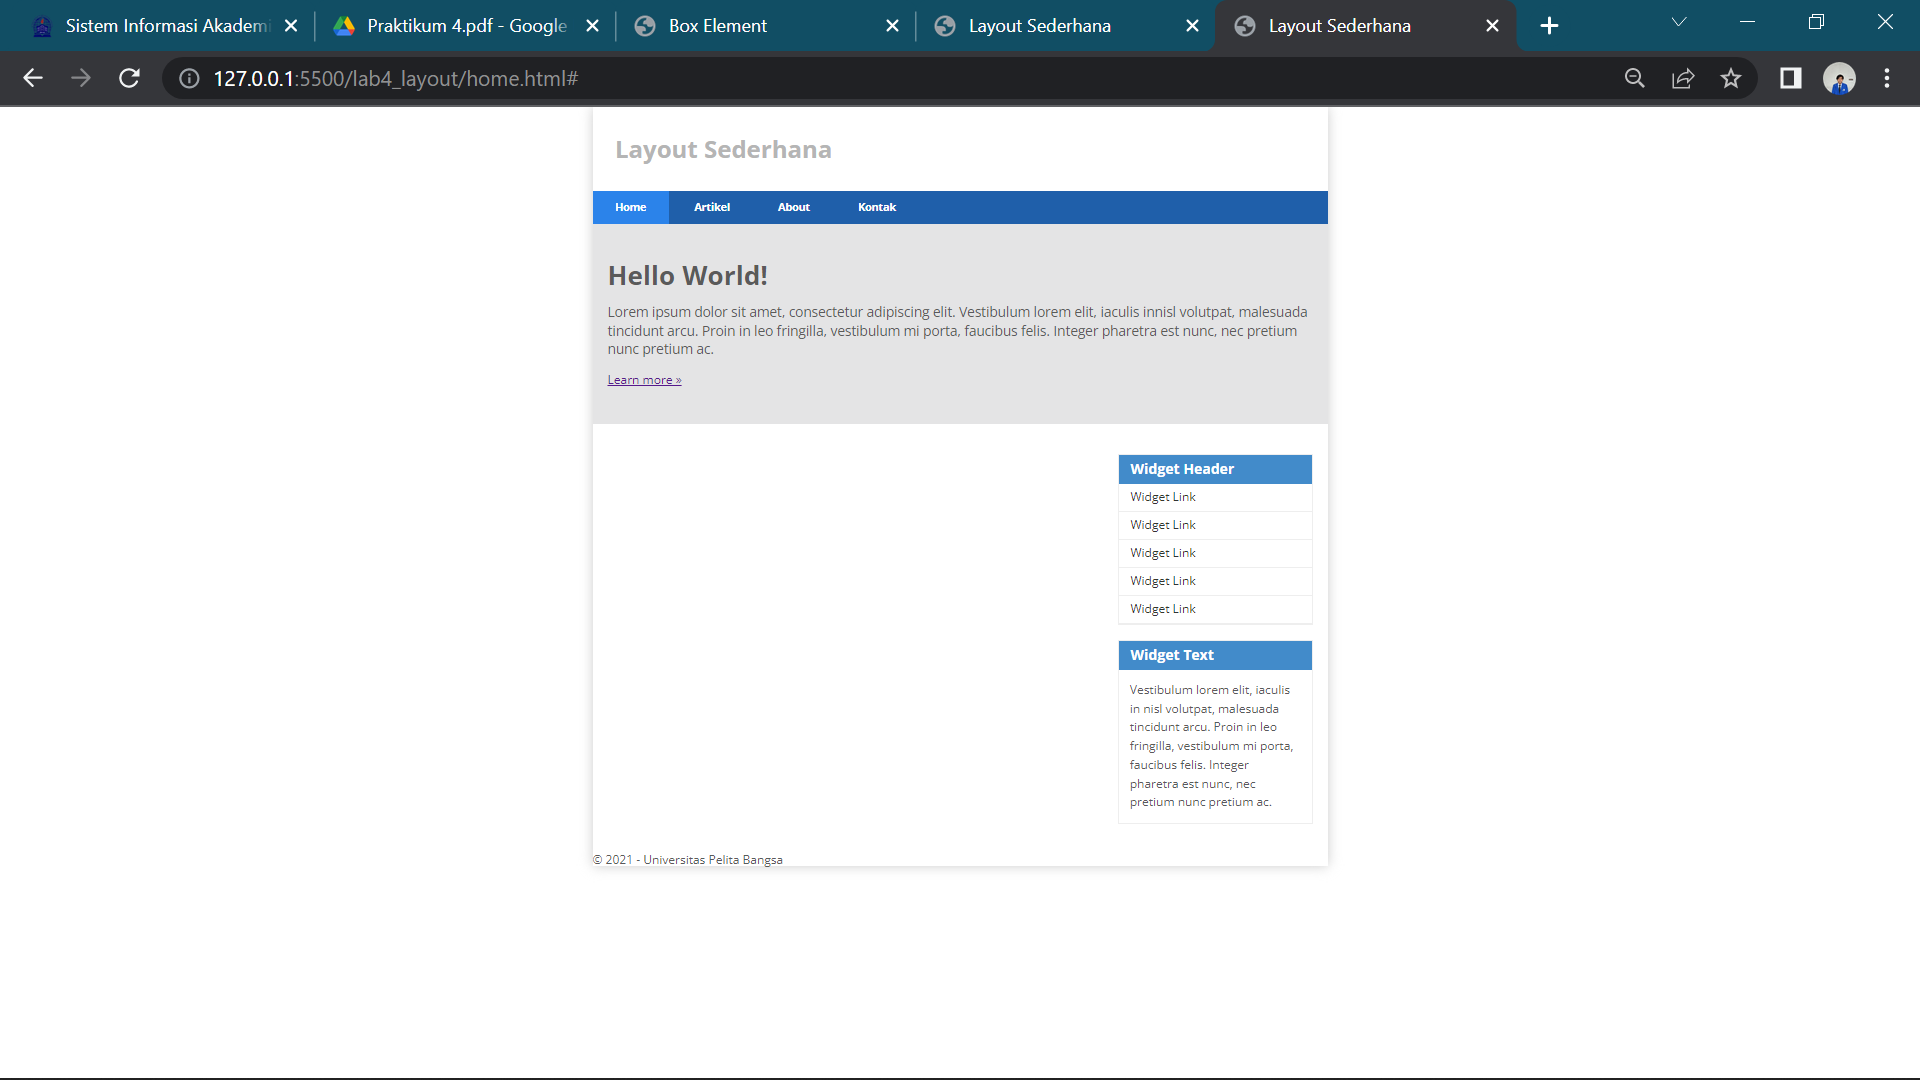 Sistem Informasi Akademi
Praktikum 4.pdf - Google
Box Element
Layout Sederhana
Layout Sederhana
127.0.0.1:5500/lab4_layout/home.html#
Layout Sederhana
Home
Artikel
About
Kontak
Hello World!
Lorem ipsum dolor sit amet, consectetur adipiscing elit. Vestibulum lorem elit, iaculis innisl volutpat, malesuada
tincidunt arcu. Proin in leo fringilla, vestibulum mi porta, faucibus felis. Integer pharetra est nunc, nec pretium
nunc pretium ac.
Learn more »
Widget Header
Widget Link
Widget Link
Widget Link
Widget Link
Widget Link
Widget Text
Vestibulum lorem elit, iaculis
in nisl volutpat, malesuada
tincidunt arcu. Proin in leo
fringilla, vestibulum mi porta,
faucibus felis. Integer
pharetra est nunc, nec
pretium nunc pretium ac.
© 2021 - Universitas Pelita Bangsa